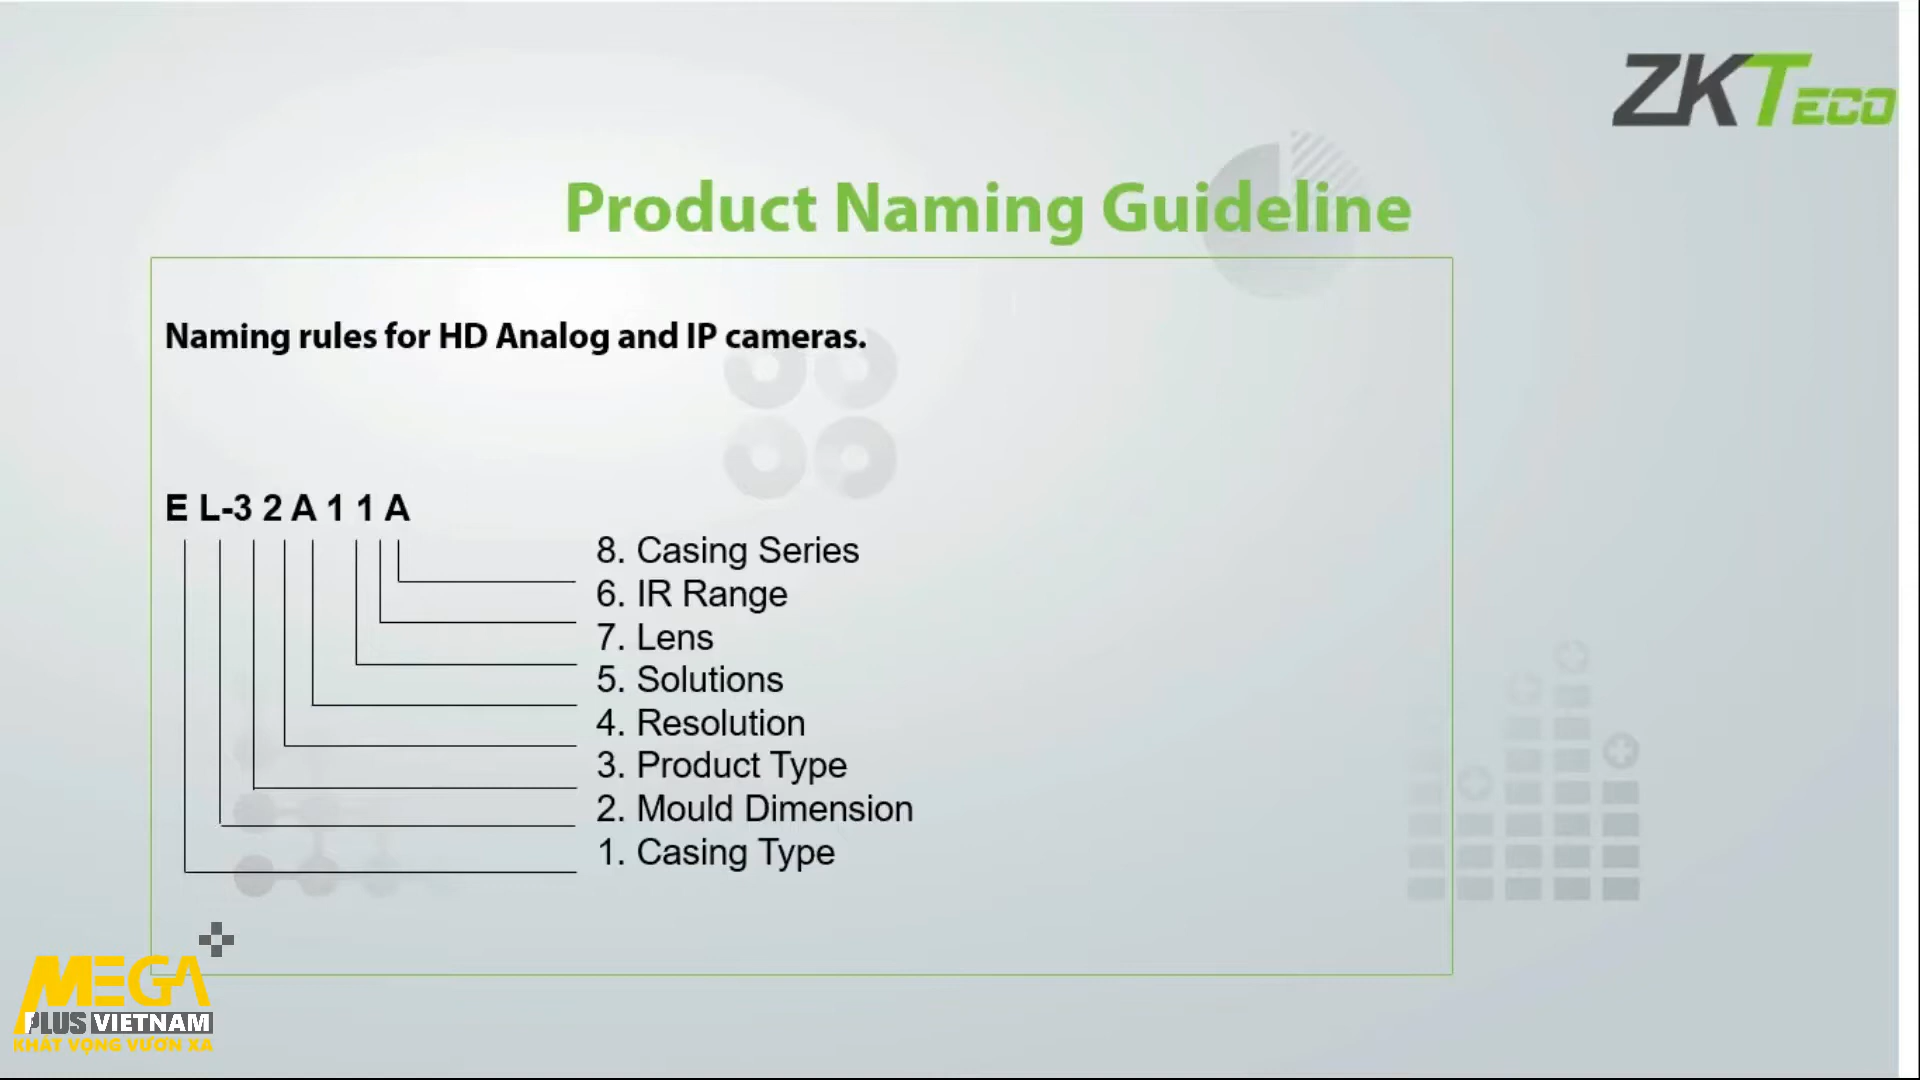 ZKTECO
Product Naming Guideline
Naming rules for HD Analog and IP cameras.
E L-3 2 A 1 1 A
8. Casing Series
6. IR Range
7. Lens
5. Solutions
4. Resolution
3. Product Type
2. Mould Dimension
1. Casing Type
MEGA
PLUS VIETNAM
KHÁT VỌNG VƯƠN XA